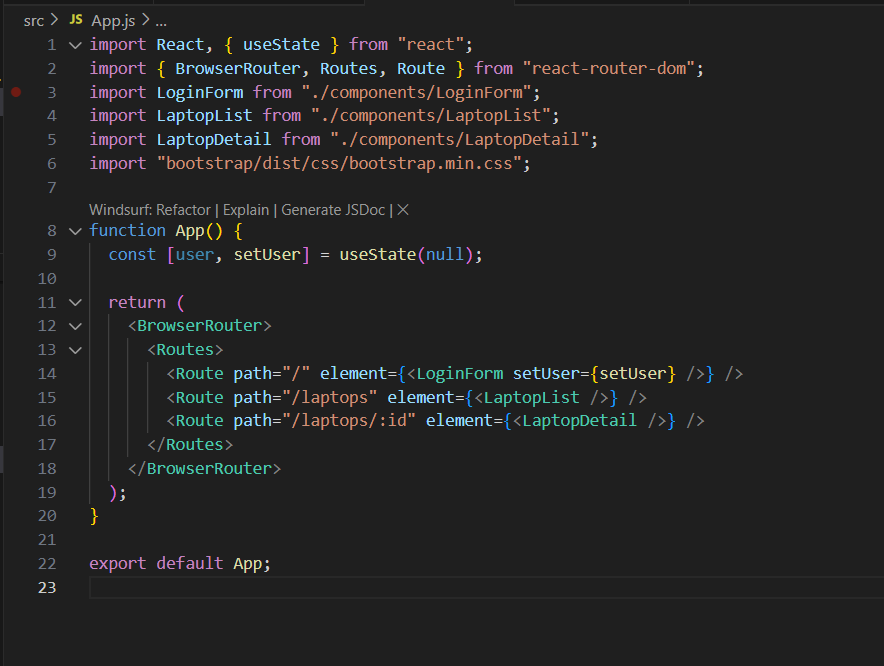 src > JS App.js > ...
1 import React, { useState } from "react";
2 import { BrowserRouter, Routes, Route } from "react-router-dom";
3 import LoginForm from "./components/LoginForm";
4 import LaptopList from "./components/LaptopList";
5 import LaptopDetail from "./components/LaptopDetail";
6 import "bootstrap/dist/css/bootstrap.min.css";
7
Windsurf: Refactor | Explain | Generate JSDoc | ×
8 function App() {
9   const [user, setUser] = useState(null);
10
11   return (
12     <BrowserRouter>
13       <Routes>
14         <Route path="/" element={<LoginForm setUser={setUser} />} />
15         <Route path="/laptops" element={<LaptopList />} />
16         <Route path="/laptops/:id" element={<LaptopDetail />} />
17       </Routes>
18     </BrowserRouter>
19   );
20 }
21
22 export default App;
23